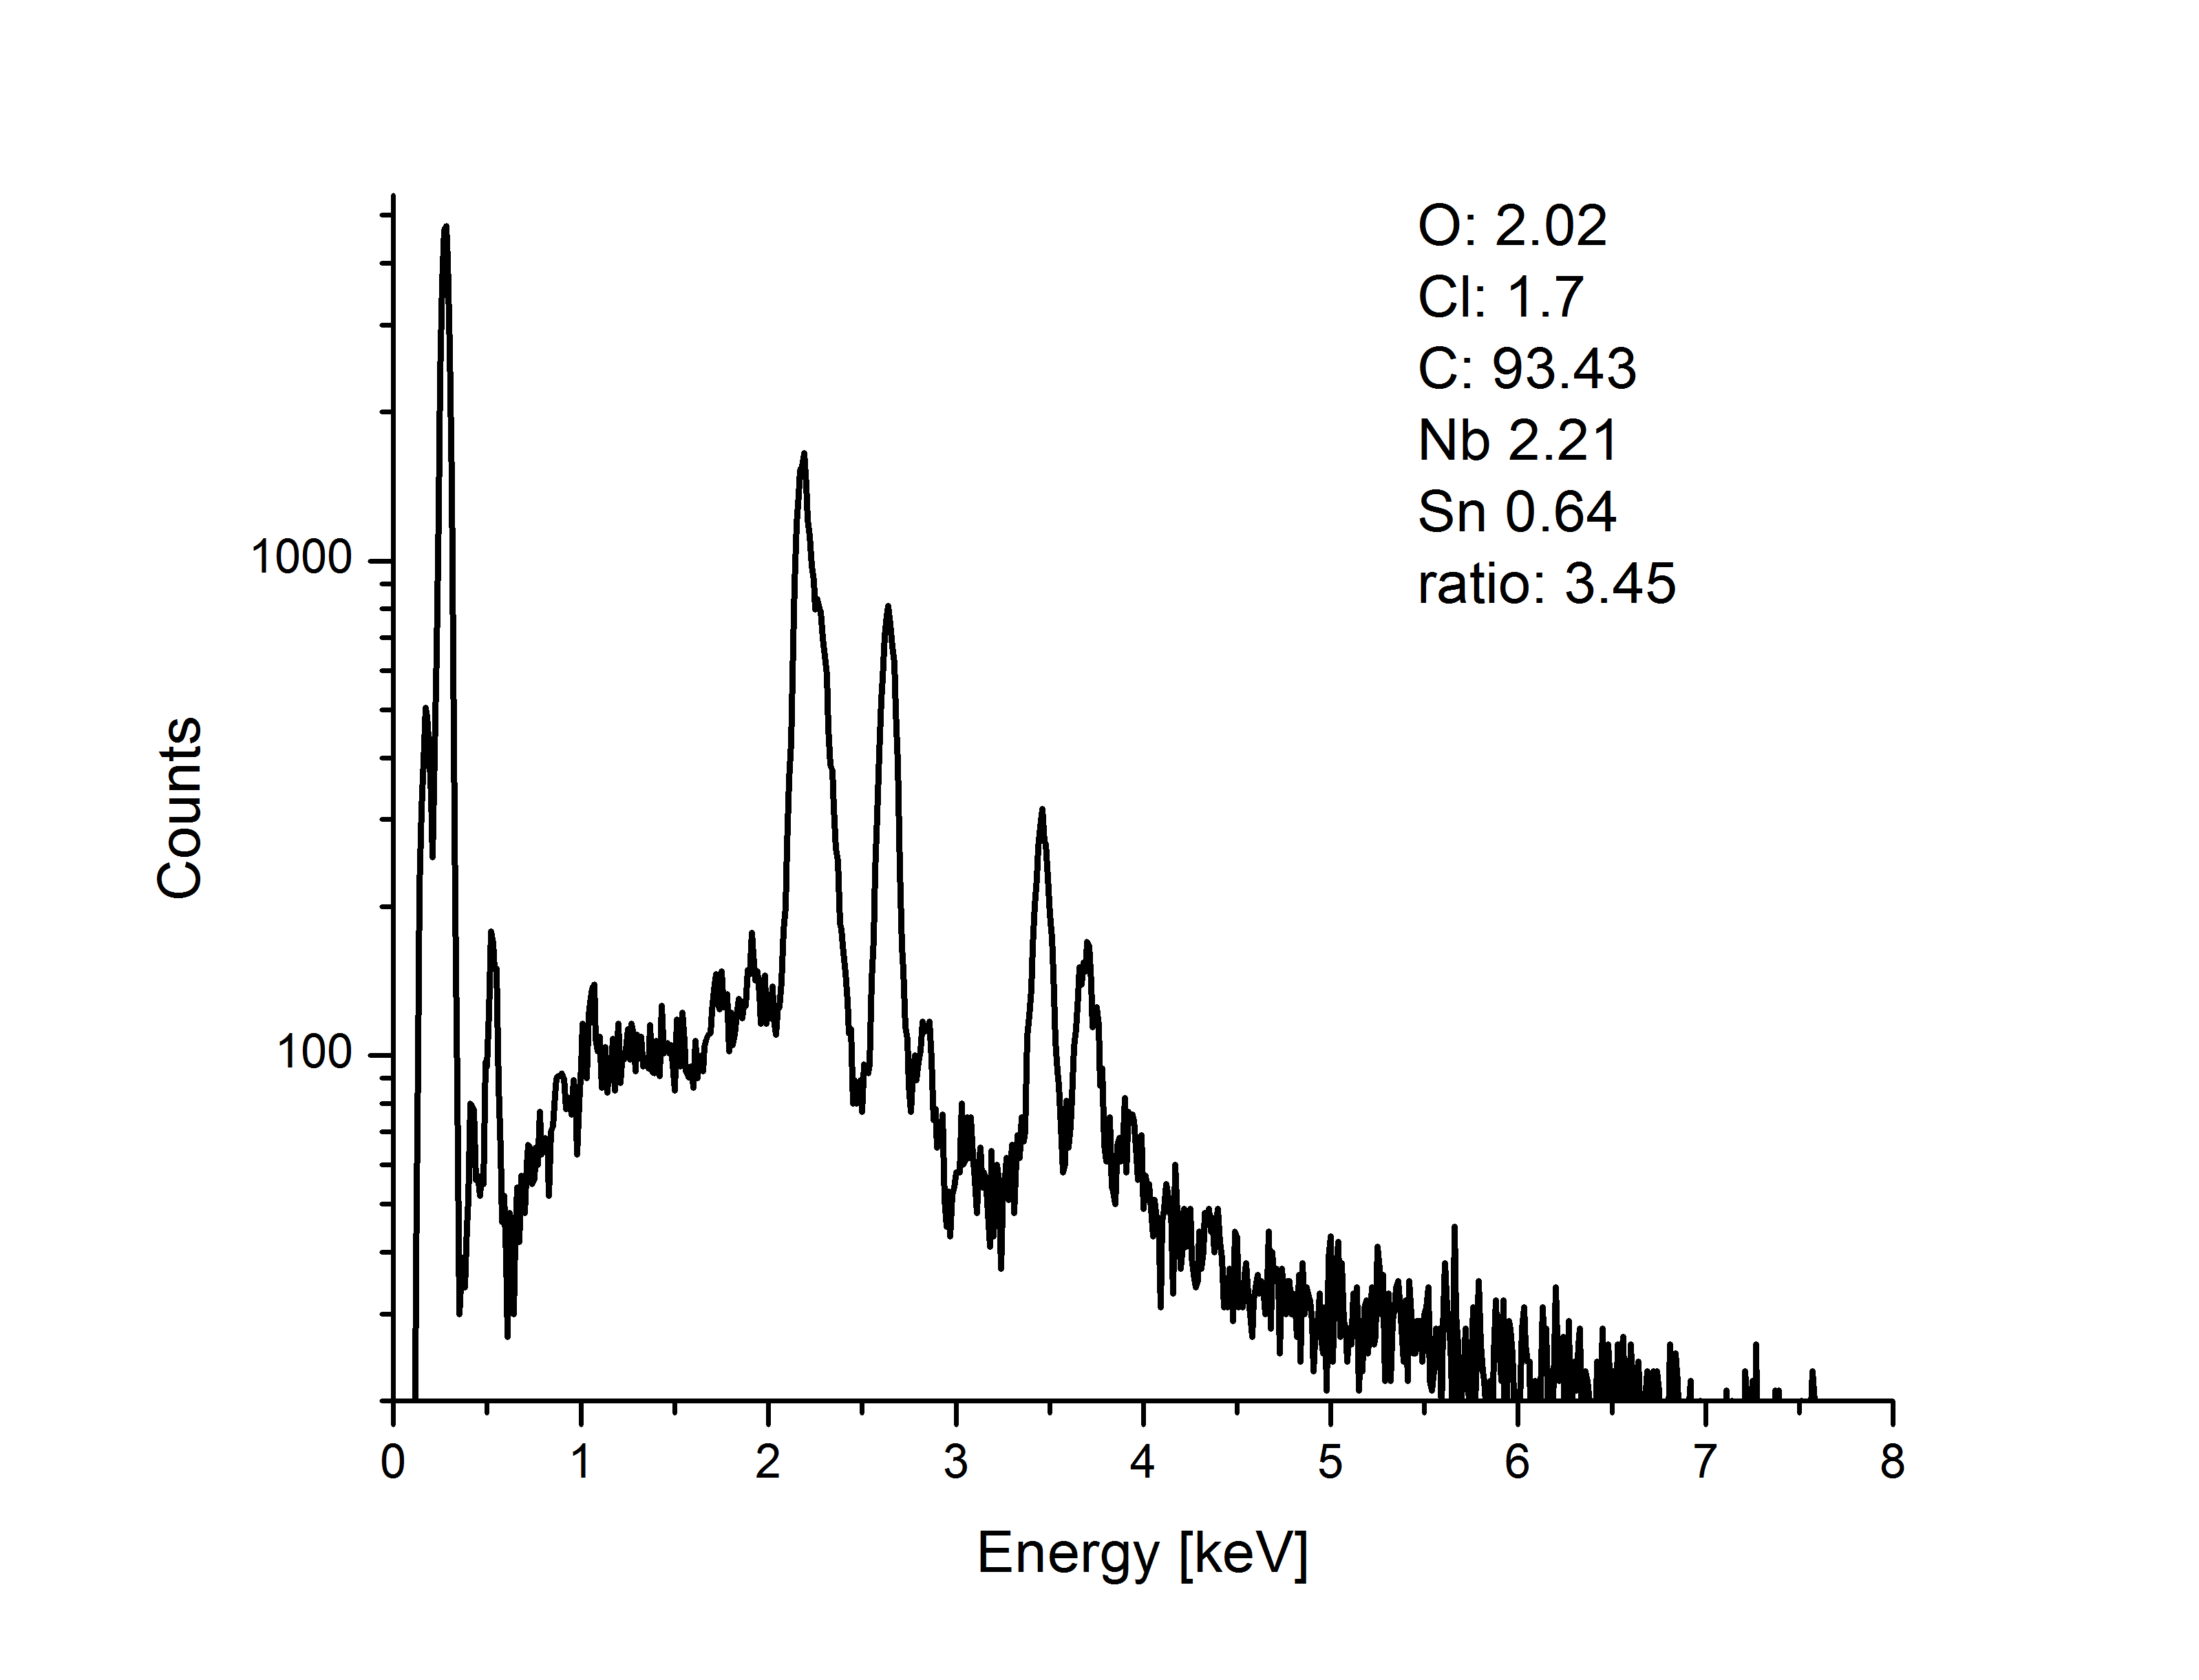 O: 2.02
Cl: 1.7
C: 93.43
Nb 2.21
Sn 0.64
ratio: 3.45
1000
100
Counts
0 1 2 3 4 5 6 7 8
Energy [keV]